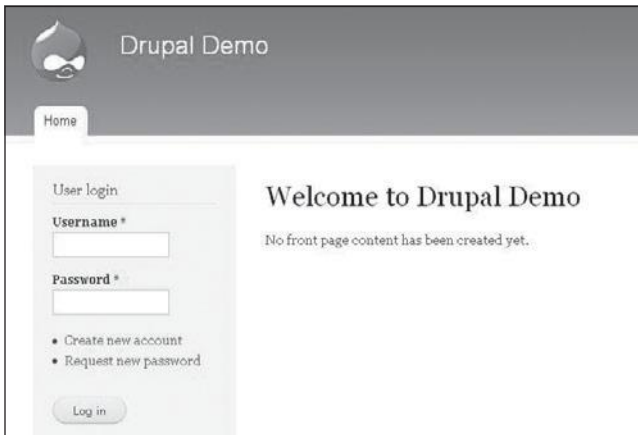 Drupal Demo
Home
User login
Username *
Password *
• Create new account
• Request new password
Log in
Welcome to Drupal Demo
No front page content has been created yet.